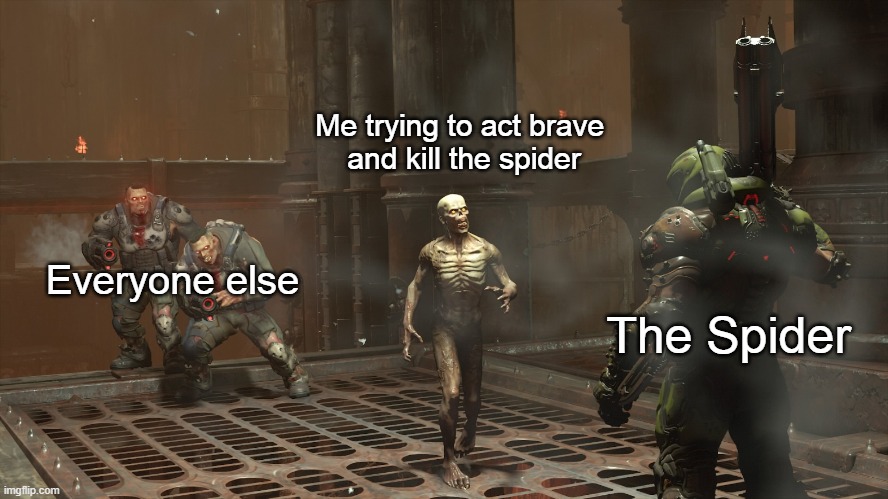 Me trying to act brave
and kill the spider
Everyone else
The Spider
imgflip.com